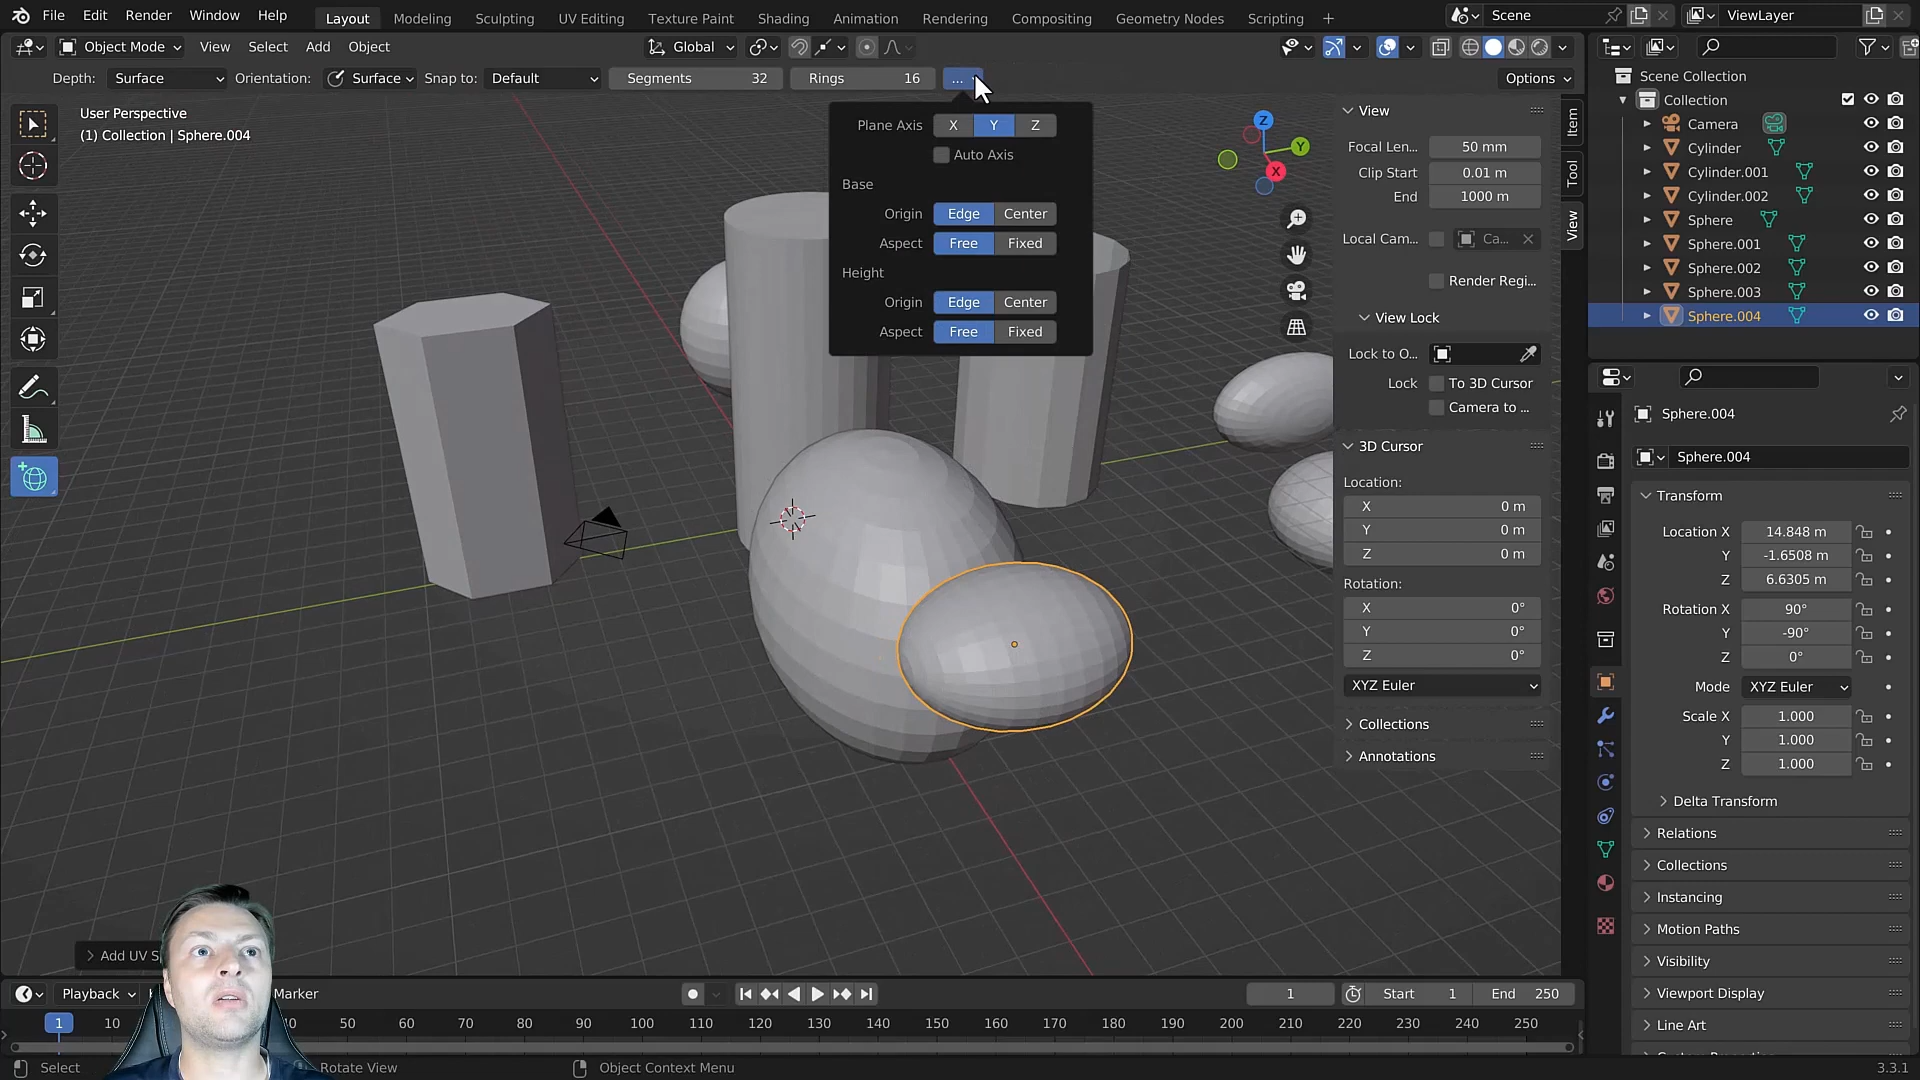 File Edit Render Window Help Layout Modeling Sculpting UV Editing Texture Paint Shading Animation Rendering Compositing Geometry Nodes Scripting + Scene ViewLayer
Object Mode View Select Add Object Global
Depth: Surface Orientation: Surface Snap to: Default Segments 32 Rings 16 ... Options
User Perspective
(1) Collection | Sphere.004
Plane Axis X Y Z
Auto Axis
Base
Origin Edge Center
Aspect Free Fixed
Height
Origin Edge Center
Aspect Free Fixed
Z
Y
X
View
Focal Len... 50 mm
Clip Start 0.01 m
End 1000 m
Local Cam... Ca...
Render Regi...
View Lock
Lock to O...
Lock To 3D Cursor
Camera to ...
3D Cursor
Location:
X 0 m
Y 0 m
Z 0 m
Rotation:
X 0°
Y 0°
Z 0°
XYZ Euler
Collections
Annotations
Item
Tool
View
Scene Collection
Collection
Camera
Cylinder
Cylinder.001
Cylinder.002
Sphere
Sphere.001
Sphere.002
Sphere.003
Sphere.004
Sphere.004
Sphere.004
Transform
Location X 14.848 m
Y -1.6508 m
Z 6.6305 m
Rotation X 90°
Y -90°
Z 0°
Mode XYZ Euler
Scale X 1.000
Y 1.000
Z 1.000
Delta Transform
Relations
Collections
Instancing
Motion Paths
Visibility
Viewport Display
Line Art
Add UV S
Playback Marker 1 Start 1 End 250
1 10 50 60 70 80 90 100 110 120 130 140 150 160 170 180 190 200 210 220 230 240 250
Select Rotate View Object Context Menu 3.3.1